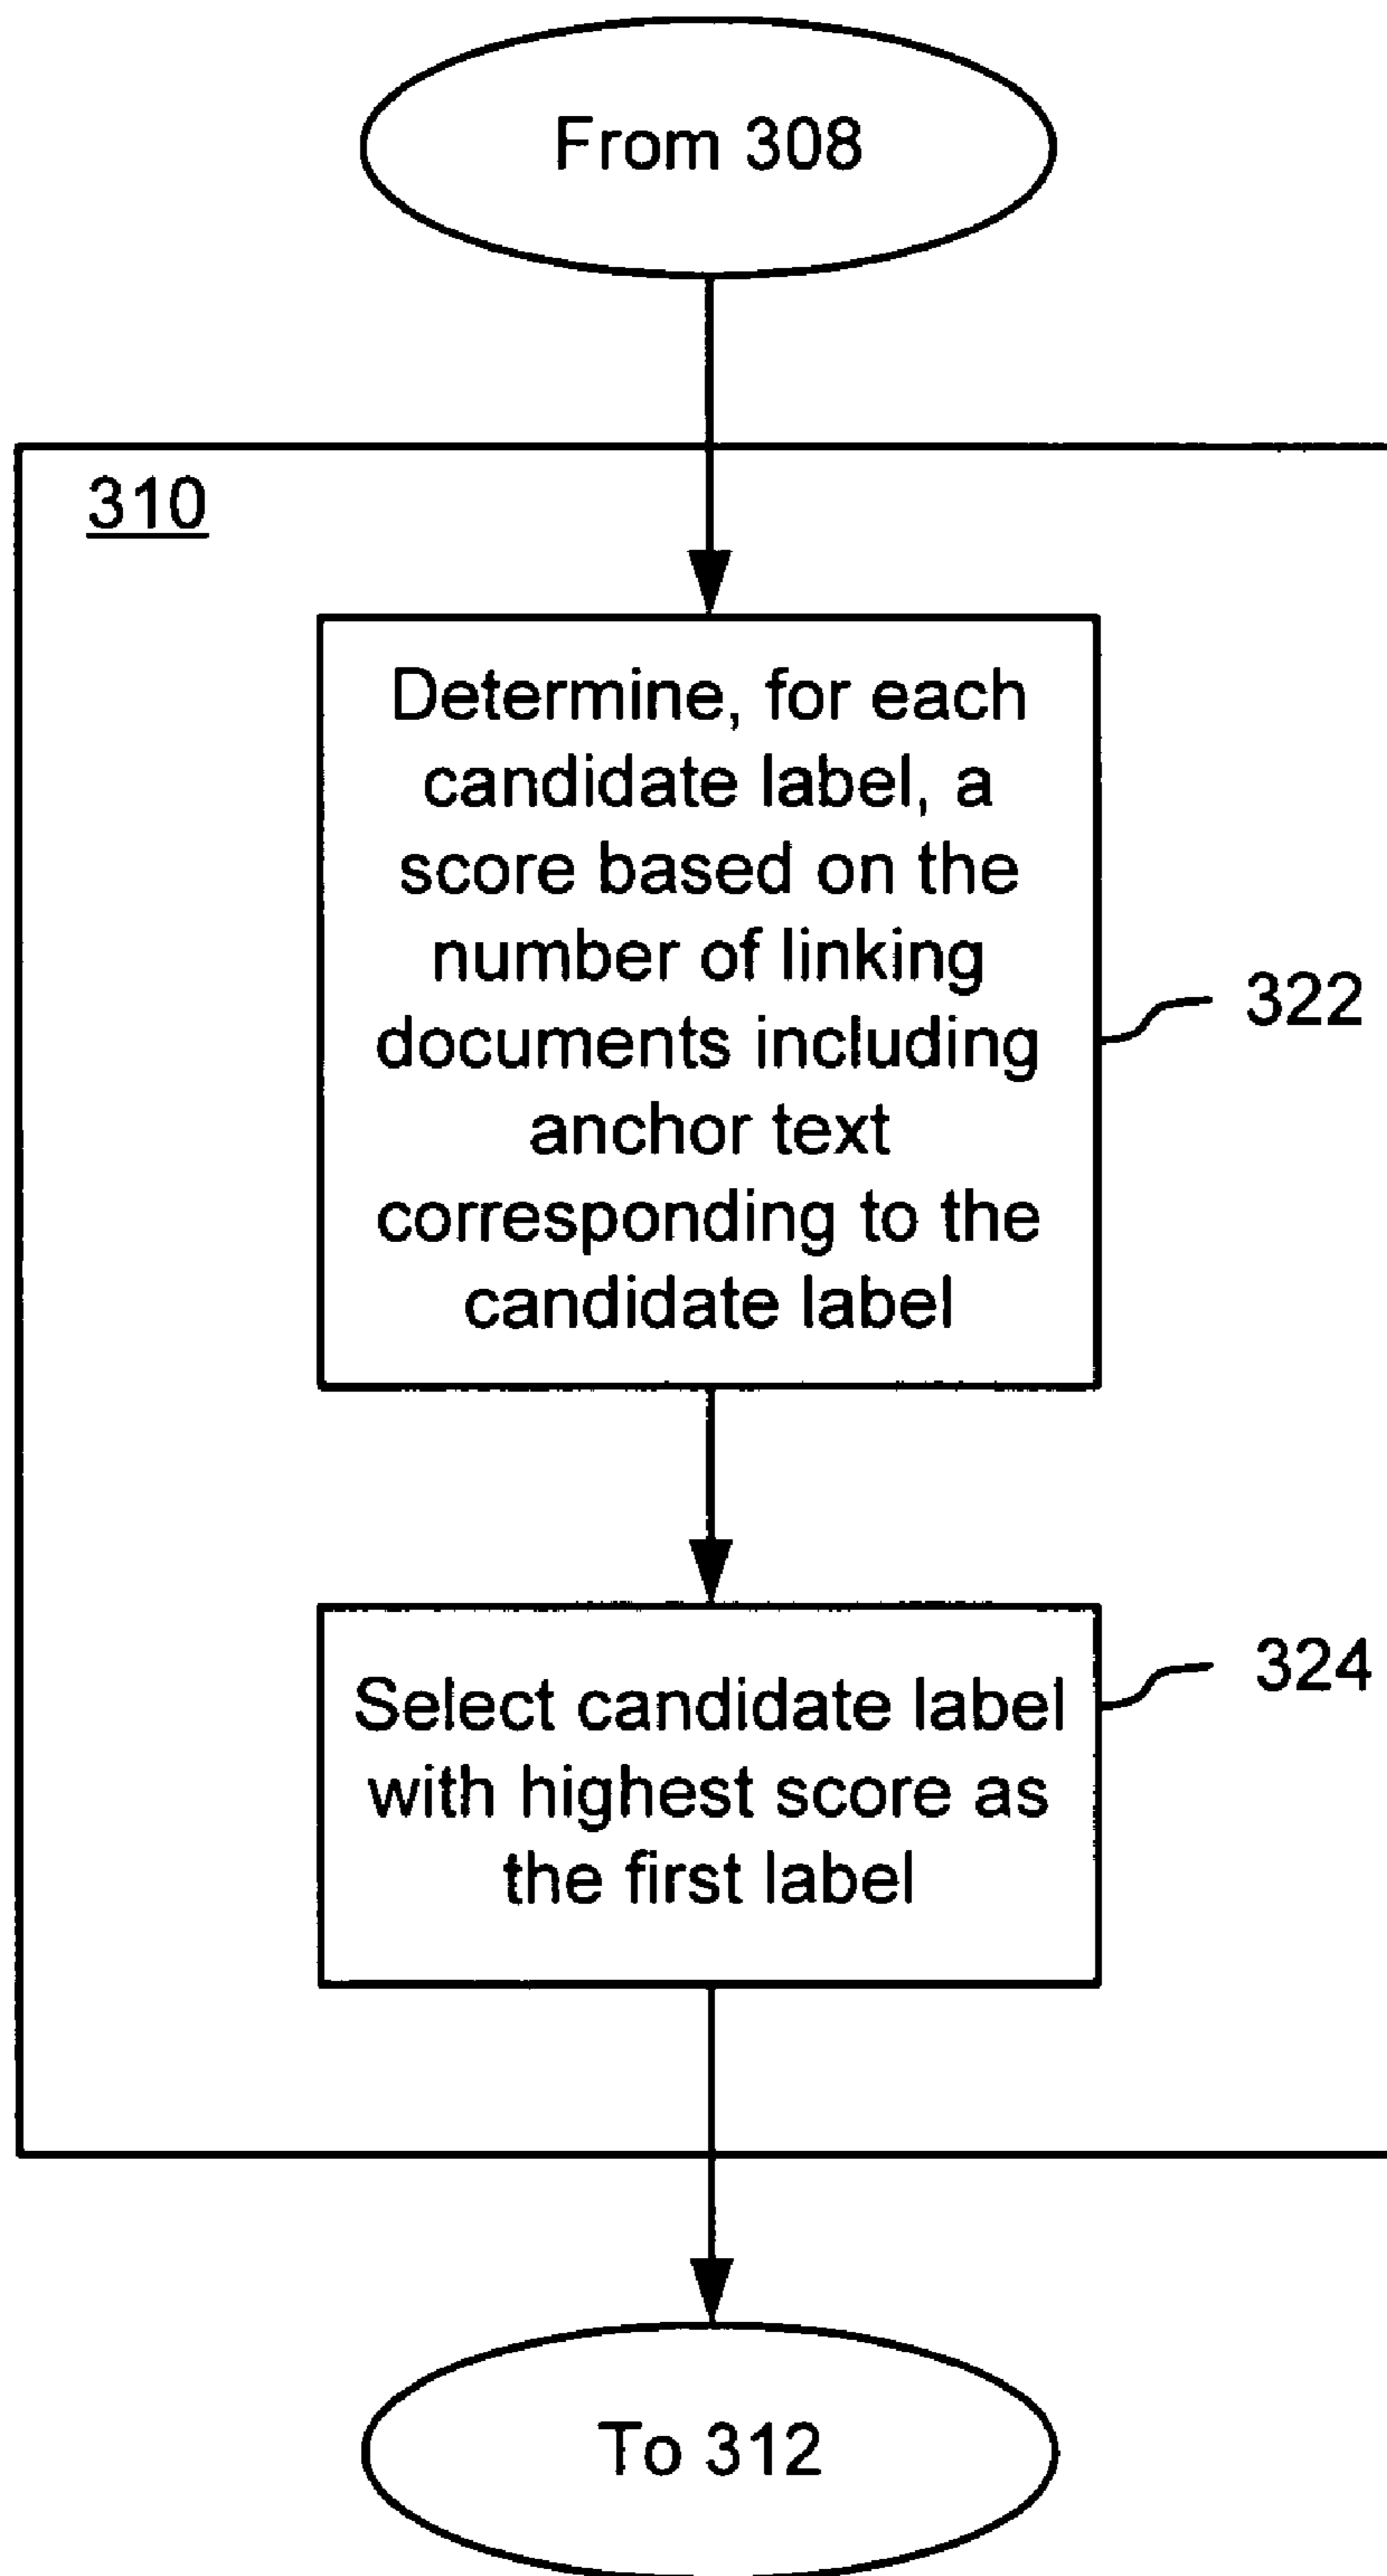 From 308
310
Determine, for each
candidate label, a
score based on the
number of linking
documents including
anchor text
corresponding to the
candidate label
322
Select candidate label
with highest score as
the first label
324
To 312